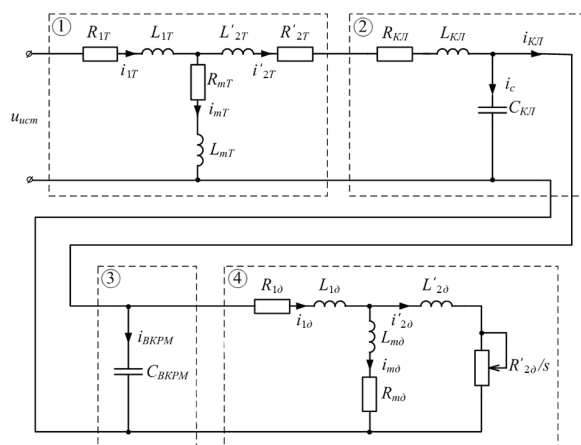 1 R1T L1T L'2T R'2T 2 RКЛ LКЛ iКЛ
i1T i'2T
RmT ic
imT CКЛ
uист
LmT
3 4 R1д L1д L'2д
i1д i'2д
iВКРМ Lmд
imд
CВКРМ R'2д/s
Rmд